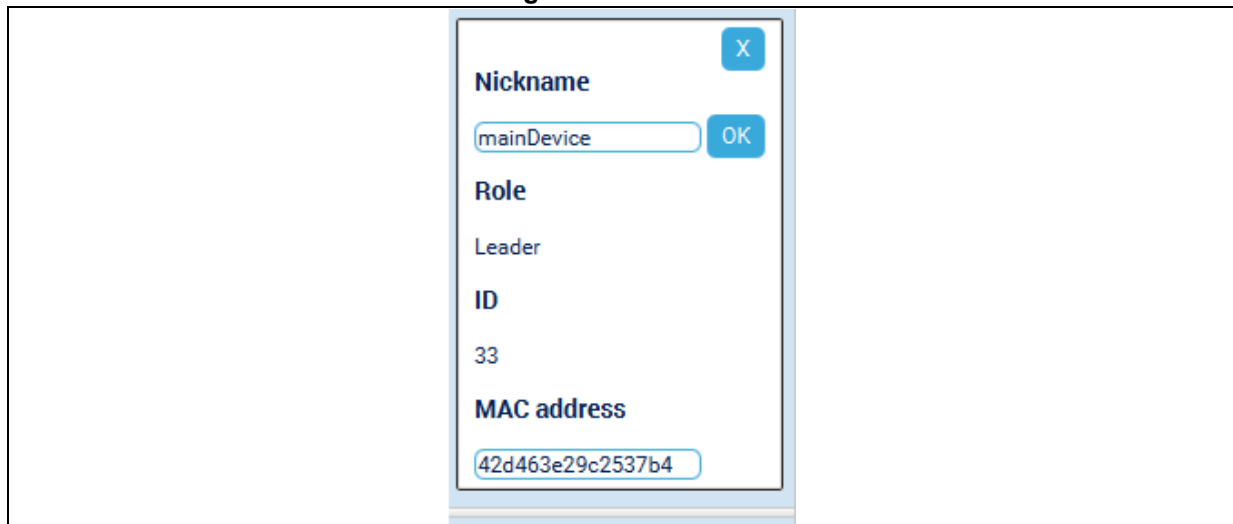 X
Nickname
mainDevice OK
Role
Leader
ID
33
MAC address
42d463e29c2537b4